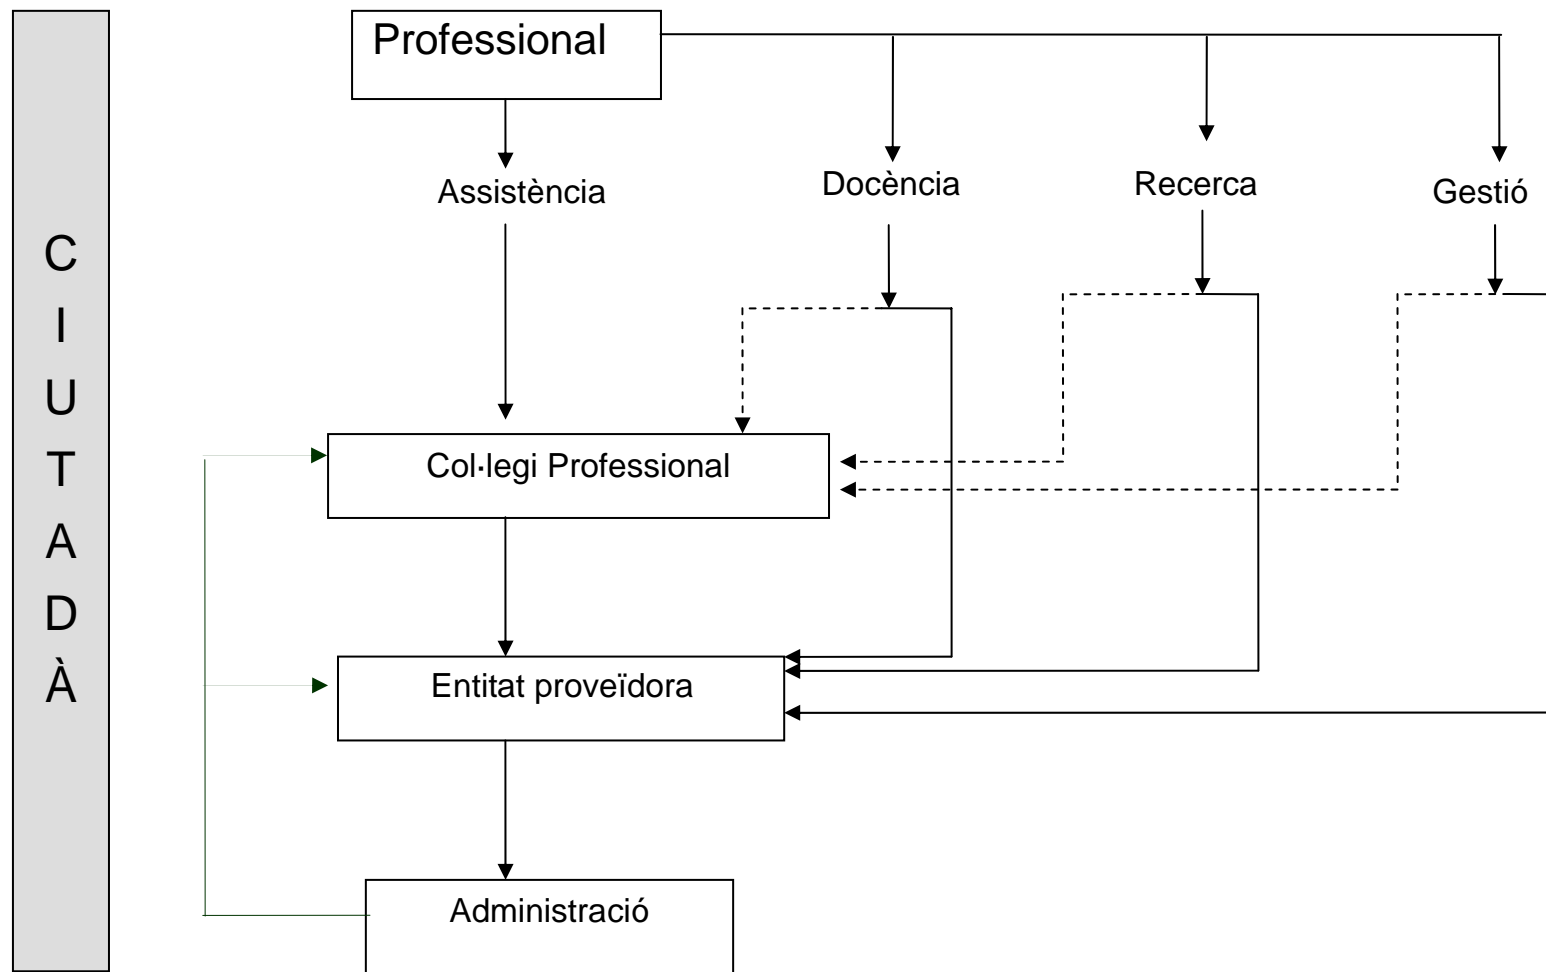 C
I
U
T
A
D
À
Professional
Assistència
Docència
Recerca
Gestió
Col·legi Professional
Entitat proveïdora
Administració